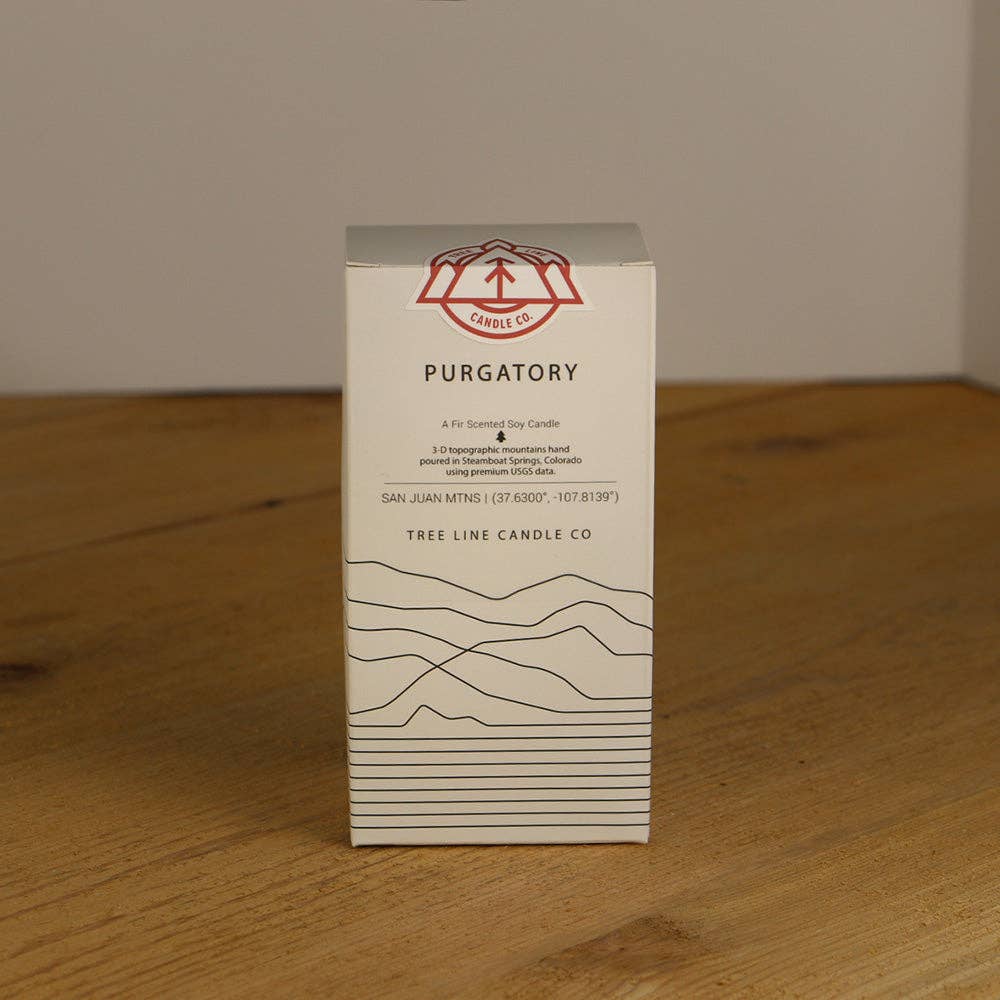 TREE LINE
CANDLE CO.
PURGATORY
A Fir Scented Soy Candle
3-D topographic mountains hand
poured in Steamboat Springs, Colorado
using premium USGS data.
SAN JUAN MTNS | (37.6300°, -107.8139°)
TREE LINE CANDLE CO